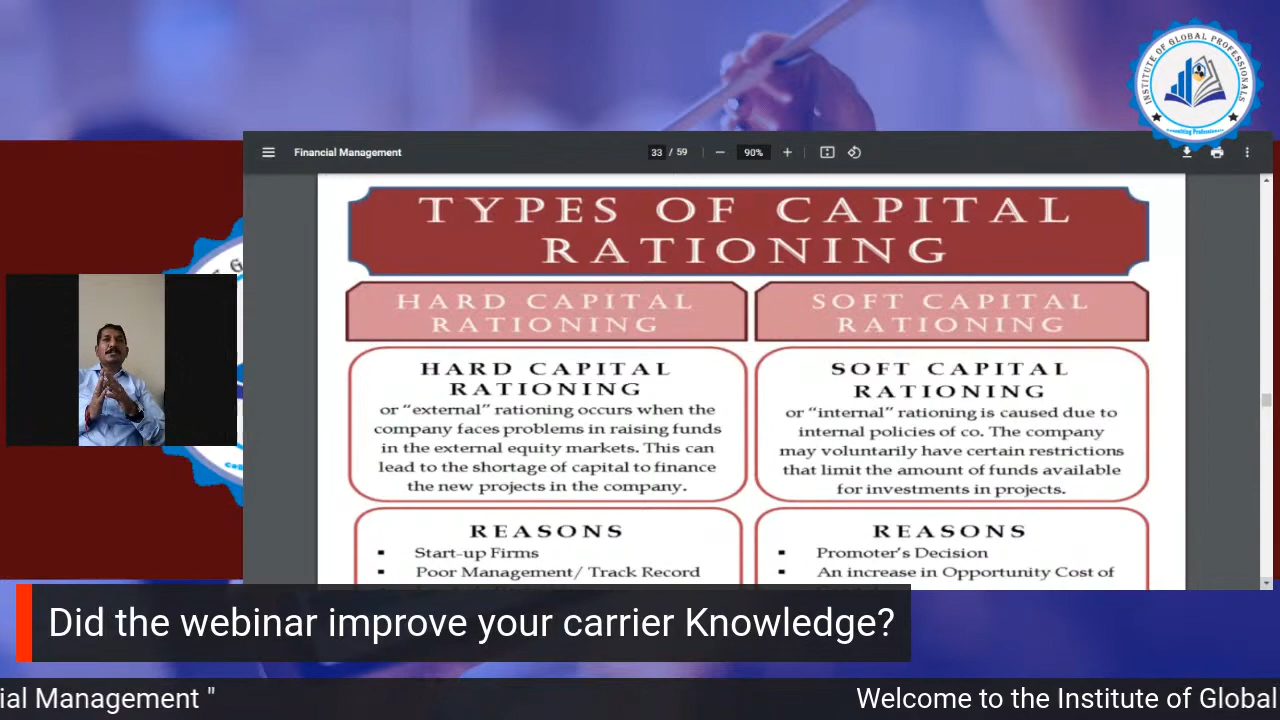 INSTITUTE OF GLOBAL PROFESSIONALS
Consulting Professionals
Financial Management
33 / 59
90%
TYPES OF CAPITAL
RATIONING
HARD CAPITAL
RATIONING
SOFT CAPITAL
RATIONING
HARD CAPITAL
RATIONING
or “external” rationing occurs when the
company faces problems in raising funds
in the external equity markets. This can
lead to the shortage of capital to finance
the new projects in the company.
SOFT CAPITAL
RATIONING
or “internal” rationing is caused due to
internal policies of co. The company
may voluntarily have certain restrictions
that limit the amount of funds available
for investments in projects.
REASONS
▪ Start-up Firms
▪ Poor Management/ Track Record
REASONS
▪ Promoter’s Decision
▪ An increase in Opportunity Cost of
Did the webinar improve your carrier Knowledge?
ial Management "
Welcome to the Institute of Global